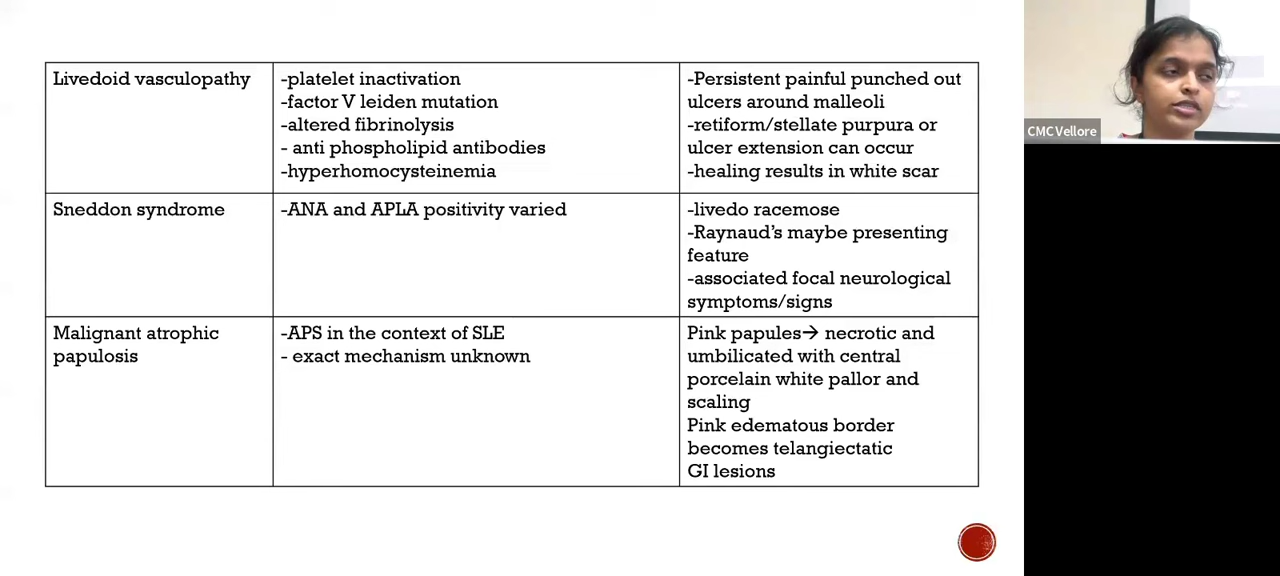 Livedoid vasculopathy
-platelet inactivation
-factor V leiden mutation
-altered fibrinolysis
- anti phospholipid antibodies
-hyperhomocysteinemia
-Persistent painful punched out
ulcers around malleoli
-retiform/stellate purpura or
ulcer extension can occur
-healing results in white scar
Sneddon syndrome
-ANA and APLA positivity varied
-livedo racemose
-Raynaud's maybe presenting
feature
-associated focal neurological
symptoms/signs
Malignant atrophic
papulosis
-APS in the context of SLE
- exact mechanism unknown
Pink papules→ necrotic and
umbilicated with central
porcelain white pallor and
scaling
Pink edematous border
becomes telangiectatic
GI lesions
CMC Vellore